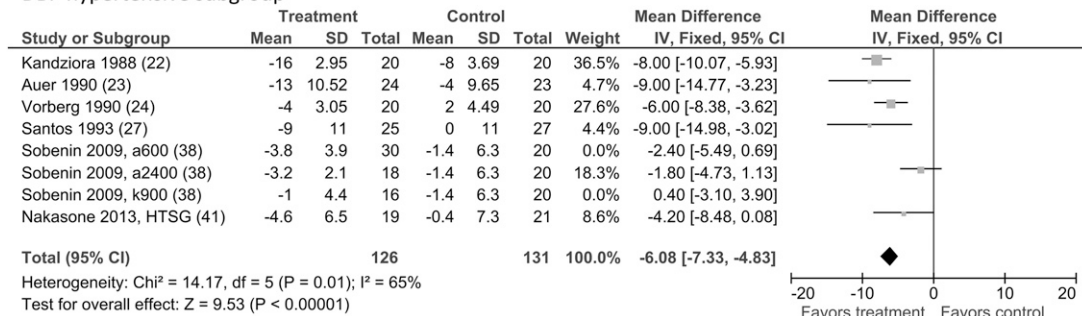 Treatment Control Mean Difference Mean Difference
Study or Subgroup Mean SD Total Mean SD Total Weight IV, Fixed, 95% CI IV, Fixed, 95% CI
Kandziora 1988 (22) -16 2.95 20 -8 3.69 20 36.5% -8.00 [-10.07, -5.93]
Auer 1990 (23) -13 10.52 24 -4 9.65 23 4.7% -9.00 [-14.77, -3.23]
Vorberg 1990 (24) -4 3.05 20 2 4.49 20 27.6% -6.00 [-8.38, -3.62]
Santos 1993 (27) -9 11 25 0 11 27 4.4% -9.00 [-14.98, -3.02]
Sobenin 2009, a600 (38) -3.8 3.9 30 -1.4 6.3 20 0.0% -2.40 [-5.49, 0.69]
Sobenin 2009, a2400 (38) -3.2 2.1 18 -1.4 6.3 20 18.3% -1.80 [-4.73, 1.13]
Sobenin 2009, k900 (38) -1 4.4 16 -1.4 6.3 20 0.0% 0.40 [-3.10, 3.90]
Nakasone 2013, HTSG (41) -4.6 6.5 19 -0.4 7.3 21 8.6% -4.20 [-8.48, 0.08]
Total (95% CI) 126 131 100.0% -6.08 [-7.33, -4.83]
Heterogeneity: Chi² = 14.17, df = 5 (P = 0.01); I² = 65%
Test for overall effect: Z = 9.53 (P < 0.00001)
-20 -10 0 10 20
Favors treatment Favors control